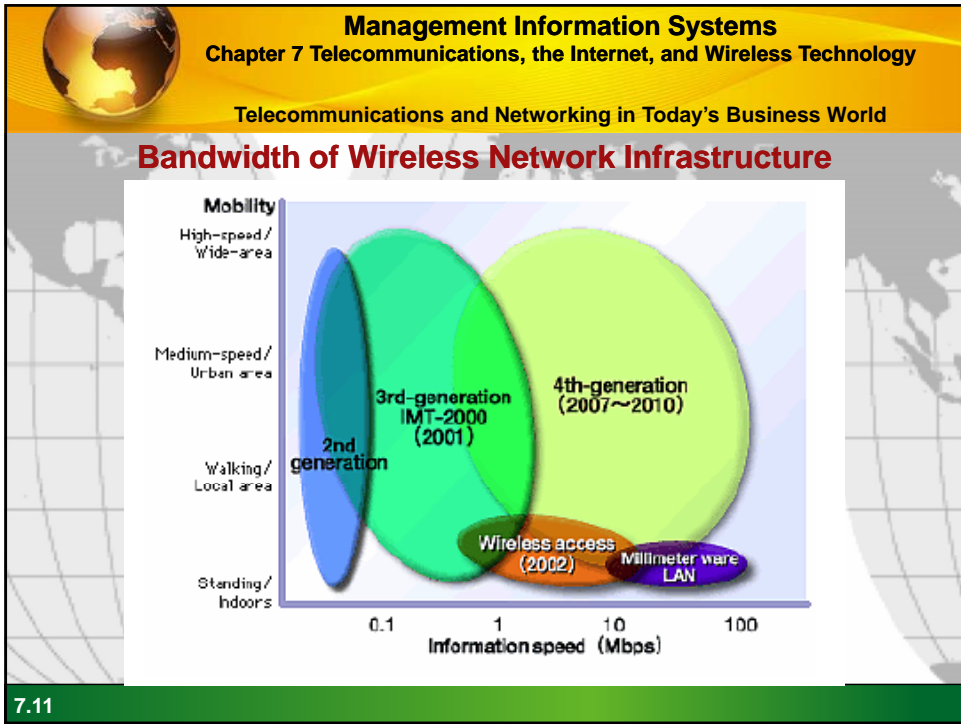 Management Information Systems
Chapter 7 Telecommunications, the Internet, and Wireless Technology
Telecommunications and Networking in Today's Business World
Bandwidth of Wireless Network Infrastructure
Mobility
High-speed/
Wide-area
Medium-speed/
Urban area
Walking/
Local area
Standing/
Indoors
2nd
generation
3rd-generation
IMT-2000
(2001)
4th-generation
(2007~2010)
Wireless access
(2002)
Millimeter ware
LAN
0.1 1 10 100
Information speed (Mbps)
7.11